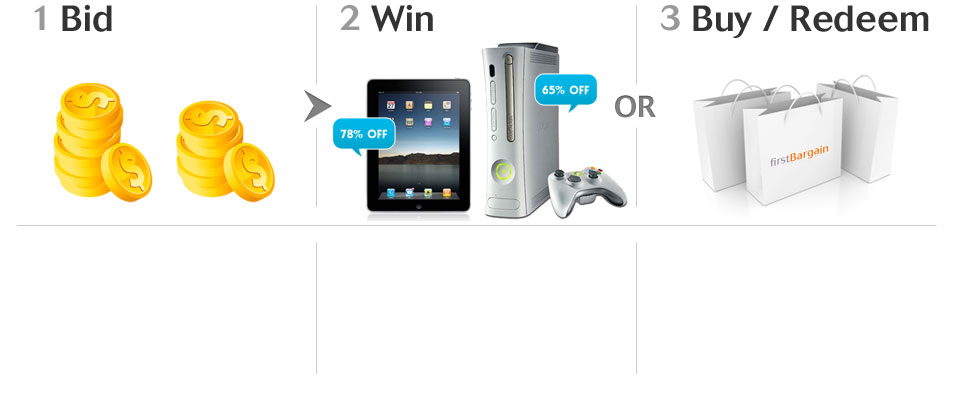 1 Bid
2 Win
78% OFF
65% OFF
OR
3 Buy / Redeem
firstBargain